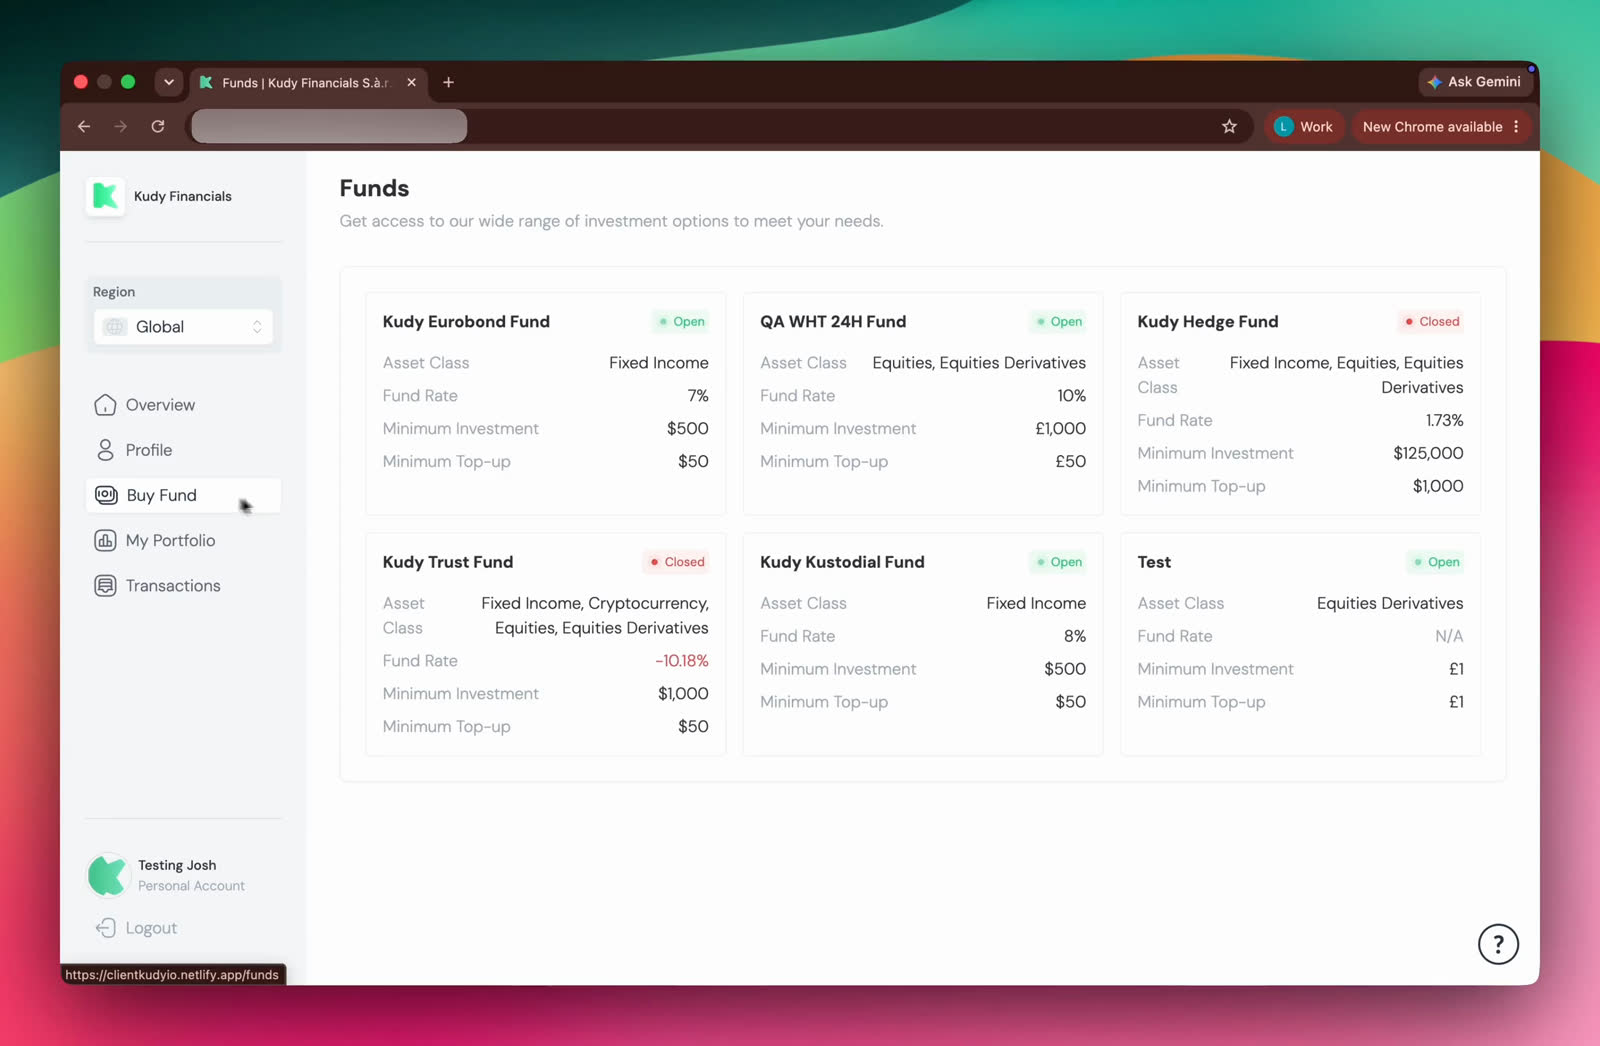 Funds | Kudy Financials S.à.r.
Ask Gemini
L
Work
New Chrome available
Kudy Financials
Region
Global
Overview
Profile
Buy Fund
My Portfolio
Transactions
Testing Josh
Personal Account
Logout
https://clientkudyio.netlify.app/funds
Funds
Get access to our wide range of investment options to meet your needs.
Kudy Eurobond Fund Open
Asset Class Fixed Income
Fund Rate 7%
Minimum Investment $500
Minimum Top-up $50
QA WHT 24H Fund Open
Asset Class Equities, Equities Derivatives
Fund Rate 10%
Minimum Investment £1,000
Minimum Top-up £50
Kudy Hedge Fund Closed
Asset Fixed Income, Equities, Equities
Class Derivatives
Fund Rate 1.73%
Minimum Investment $125,000
Minimum Top-up $1,000
Kudy Trust Fund Closed
Asset Fixed Income, Cryptocurrency,
Class Equities, Equities Derivatives
Fund Rate -10.18%
Minimum Investment $1,000
Minimum Top-up $50
Kudy Kustodial Fund Open
Asset Class Fixed Income
Fund Rate 8%
Minimum Investment $500
Minimum Top-up $50
Test Open
Asset Class Equities Derivatives
Fund Rate N/A
Minimum Investment £1
Minimum Top-up £1
?